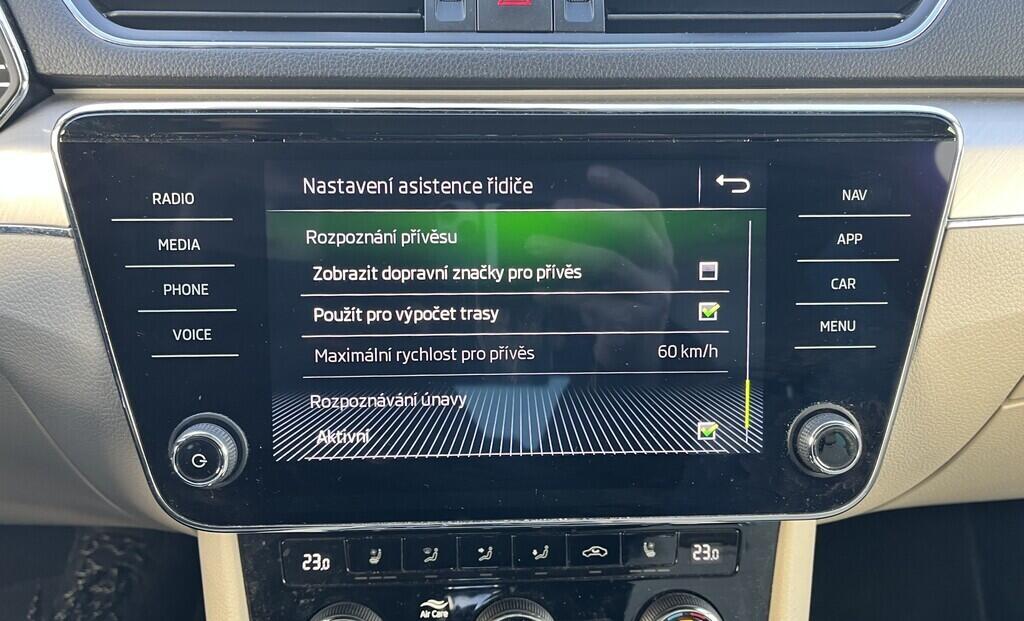 Nastavení asistence řidiče
RADIO
MEDIA
PHONE
VOICE
Rozpoznání přívěsu
Zobrazit dopravní značky pro přívěs
Použít pro výpočet trasy
Maximální rychlost pro přívěs 60 km/h
Rozpoznávání únavy
Aktivní
NAV
APP
CAR
MENU
23.0
23.0
Air Care